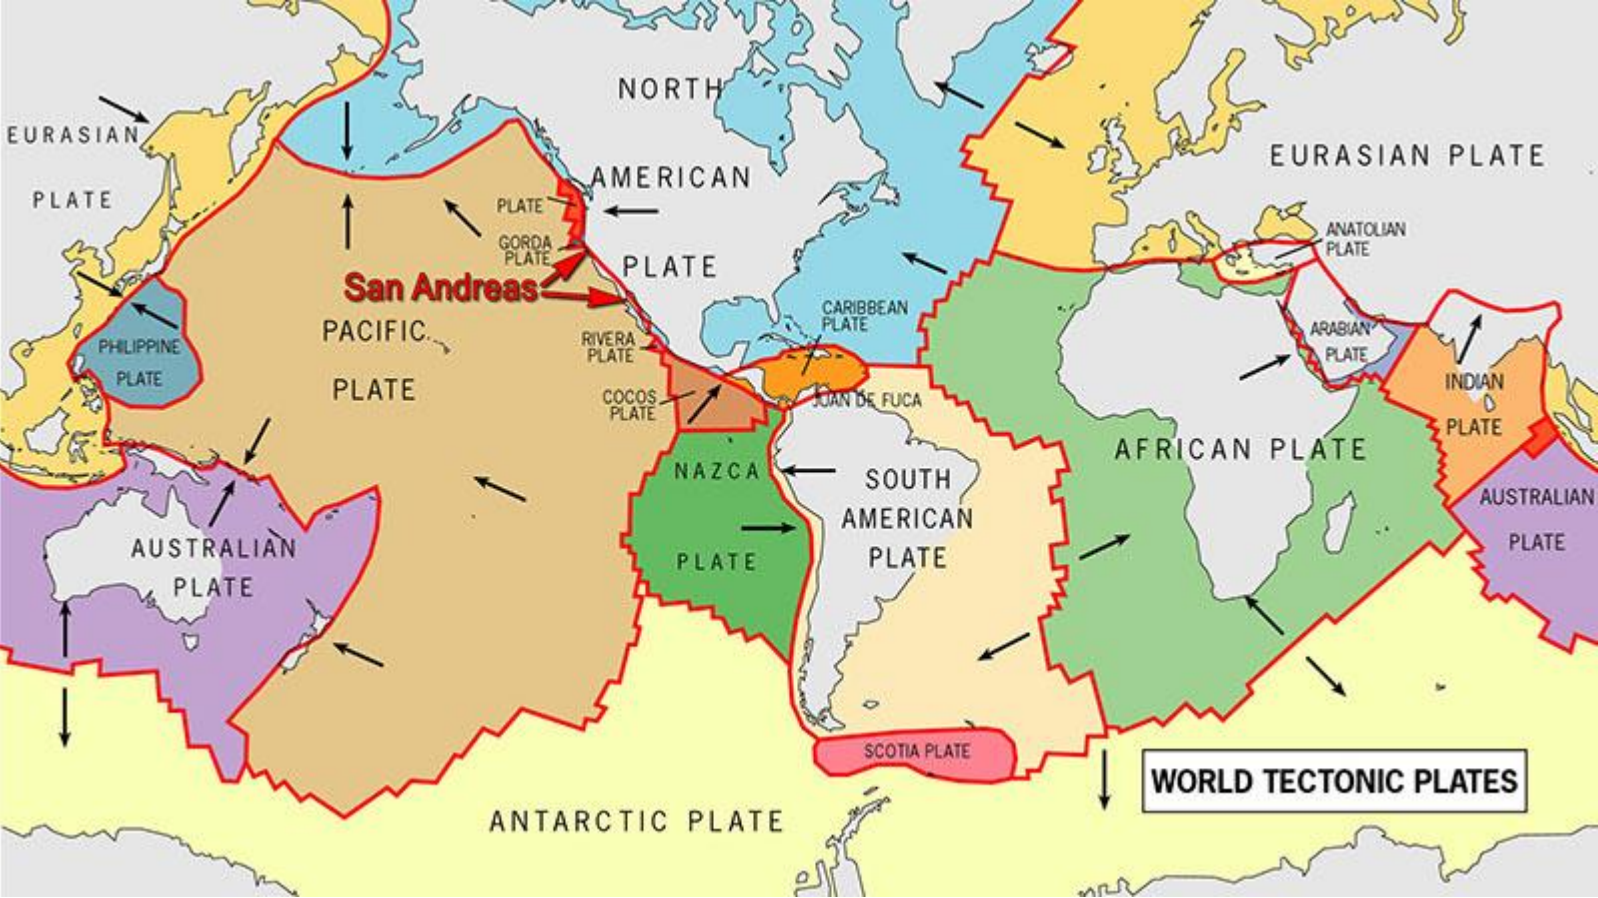 NORTH
AMERICAN
PLATE
EURASIAN
PLATE
EURASIAN PLATE
ANATOLIAN
PLATE
PLATE
GORDA
PLATE
San Andreas
PACIFIC
PLATE
PHILIPPINE
PLATE
RIVERA
PLATE
CARIBBEAN
PLATE
ARABIAN
PLATE
COCOS
PLATE
JUAN DE FUCA
INDIAN
PLATE
AFRICAN PLATE
NAZCA
PLATE
SOUTH
AMERICAN
PLATE
AUSTRALIAN
PLATE
AUSTRALIAN
PLATE
SCOTIA PLATE
WORLD TECTONIC PLATES
ANTARCTIC PLATE